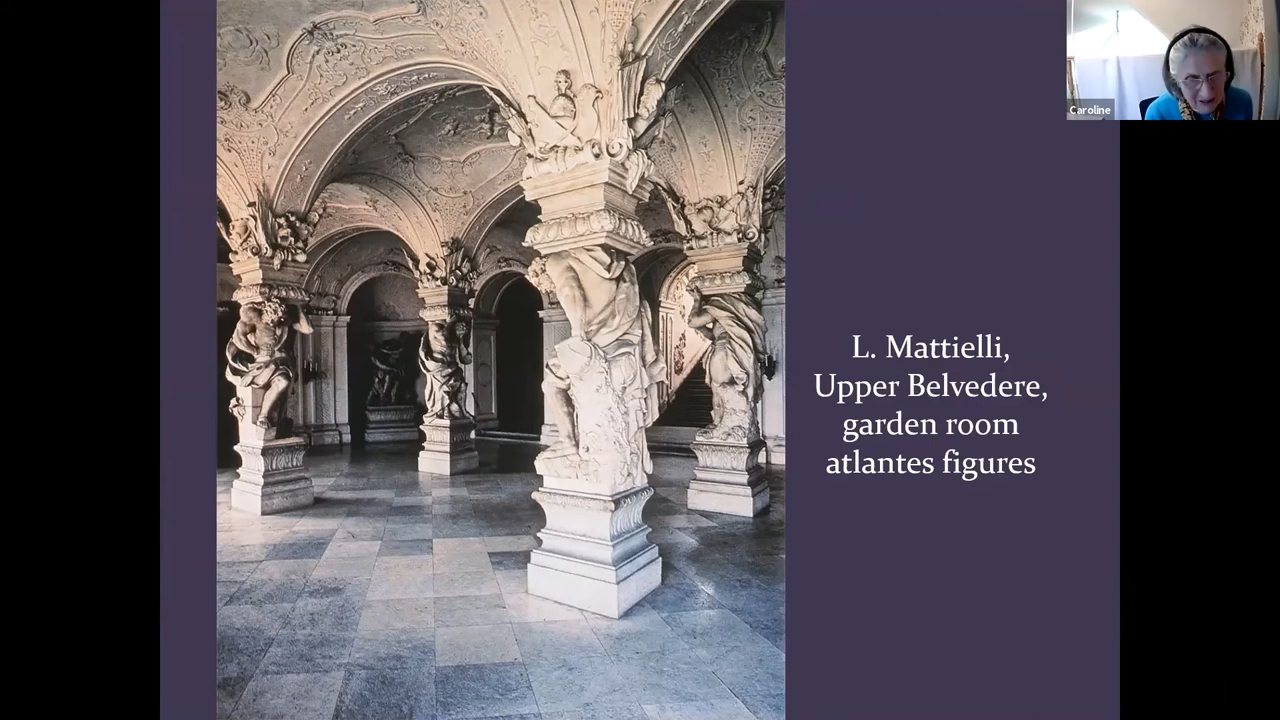 Caroline
L. Mattielli,
Upper Belvedere,
garden room
atlantes figures